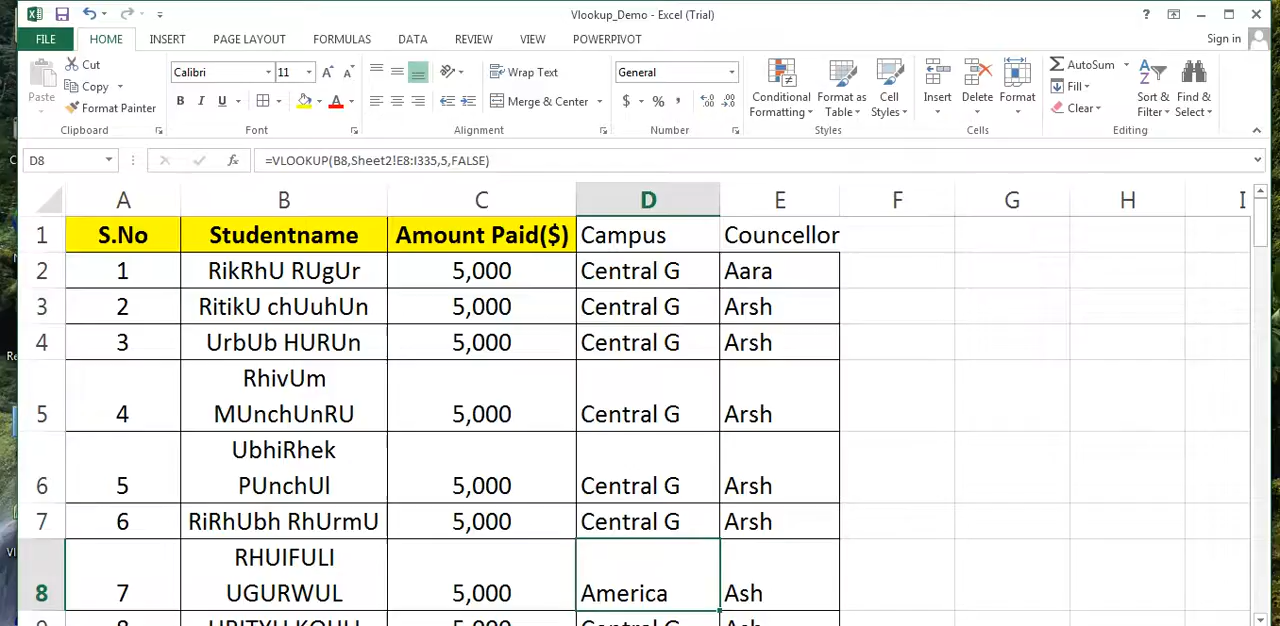 Vlookup_Demo - Excel (Trial)
FILE HOME INSERT PAGE LAYOUT FORMULAS DATA REVIEW VIEW POWERPIVOT Sign in
Paste
Cut
Copy
Format Painter
Clipboard
Calibri 11
B I U
Font
Wrap Text
Merge & Center
Alignment
General
$ %
Number
Conditional Formatting
Format as Table
Cell Styles
Styles
Insert Delete Format
Cells
AutoSum
Fill
Clear
Sort & Filter
Find & Select
Editing
D8 fx =VLOOKUP(B8,Sheet2!E8:I335,5,FALSE)
A B C D E F G H I
1 S.No Studentname Amount Paid($) Campus Councellor
2 1 RikRhU RUgUr 5,000 Central G Aara
3 2 RitikU chUuhUn 5,000 Central G Arsh
4 3 UrbUb HURUn 5,000 Central G Arsh
RhivUm
5 4 MUnchUnRU 5,000 Central G Arsh
UbhiRhek
6 5 PUnchUl 5,000 Central G Arsh
7 6 RiRhUbh RhUrmU 5,000 Central G Arsh
RHUIFULI
8 7 UGURWUL 5,000 America Ash